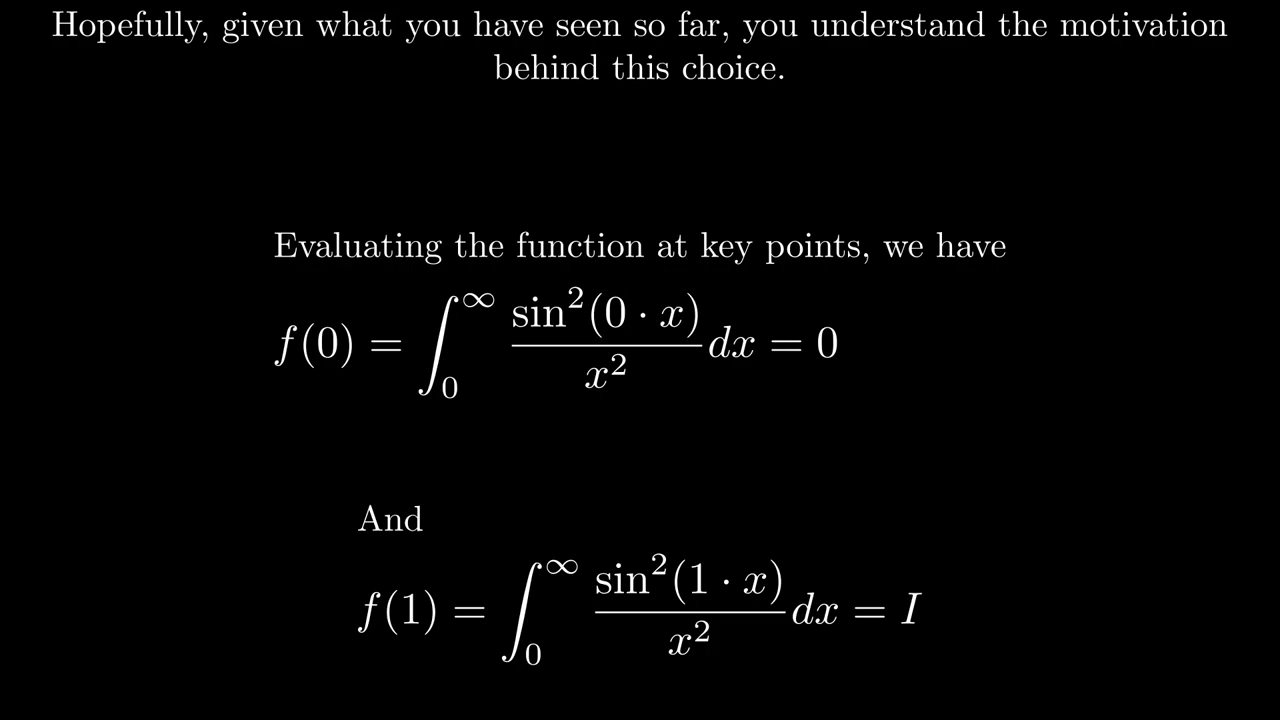 Hopefully, given what you have seen so far, you understand the motivation
behind this choice.
Evaluating the function at key points, we have
f(0) = ∫₀^∞ sin²(0 · x)/x² dx = 0
And
f(1) = ∫₀^∞ sin²(1 · x)/x² dx = I